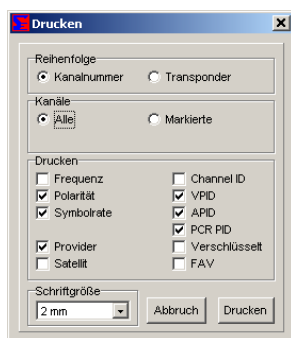 Drucken
Reihenfolge
Kanalnummer Transponder
Kanäle
Alle Markierte
Drucken
Frequenz Channel ID
Polarität VPID
Symbolrate APID
PCR PID
Provider Verschlüsselt
Satellit FAV
Schriftgröße
2 mm Abbruch Drucken